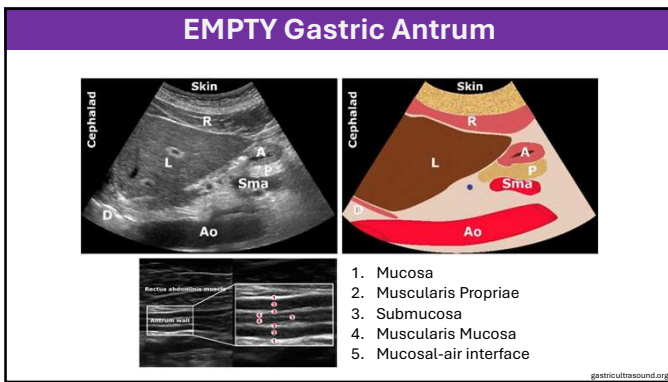 EMPTY Gastric Antrum
Skin
Cephalad
R
L
A
P
Sma
D
Ao
Skin
Cephalad
R
L
A
P
Sma
D
Ao
Rectus abdominis muscle
Antrum wall
1. Mucosa
2. Muscularis Propriae
3. Submucosa
4. Muscularis Mucosa
5. Mucosal-air interface
gastricultrasound.org